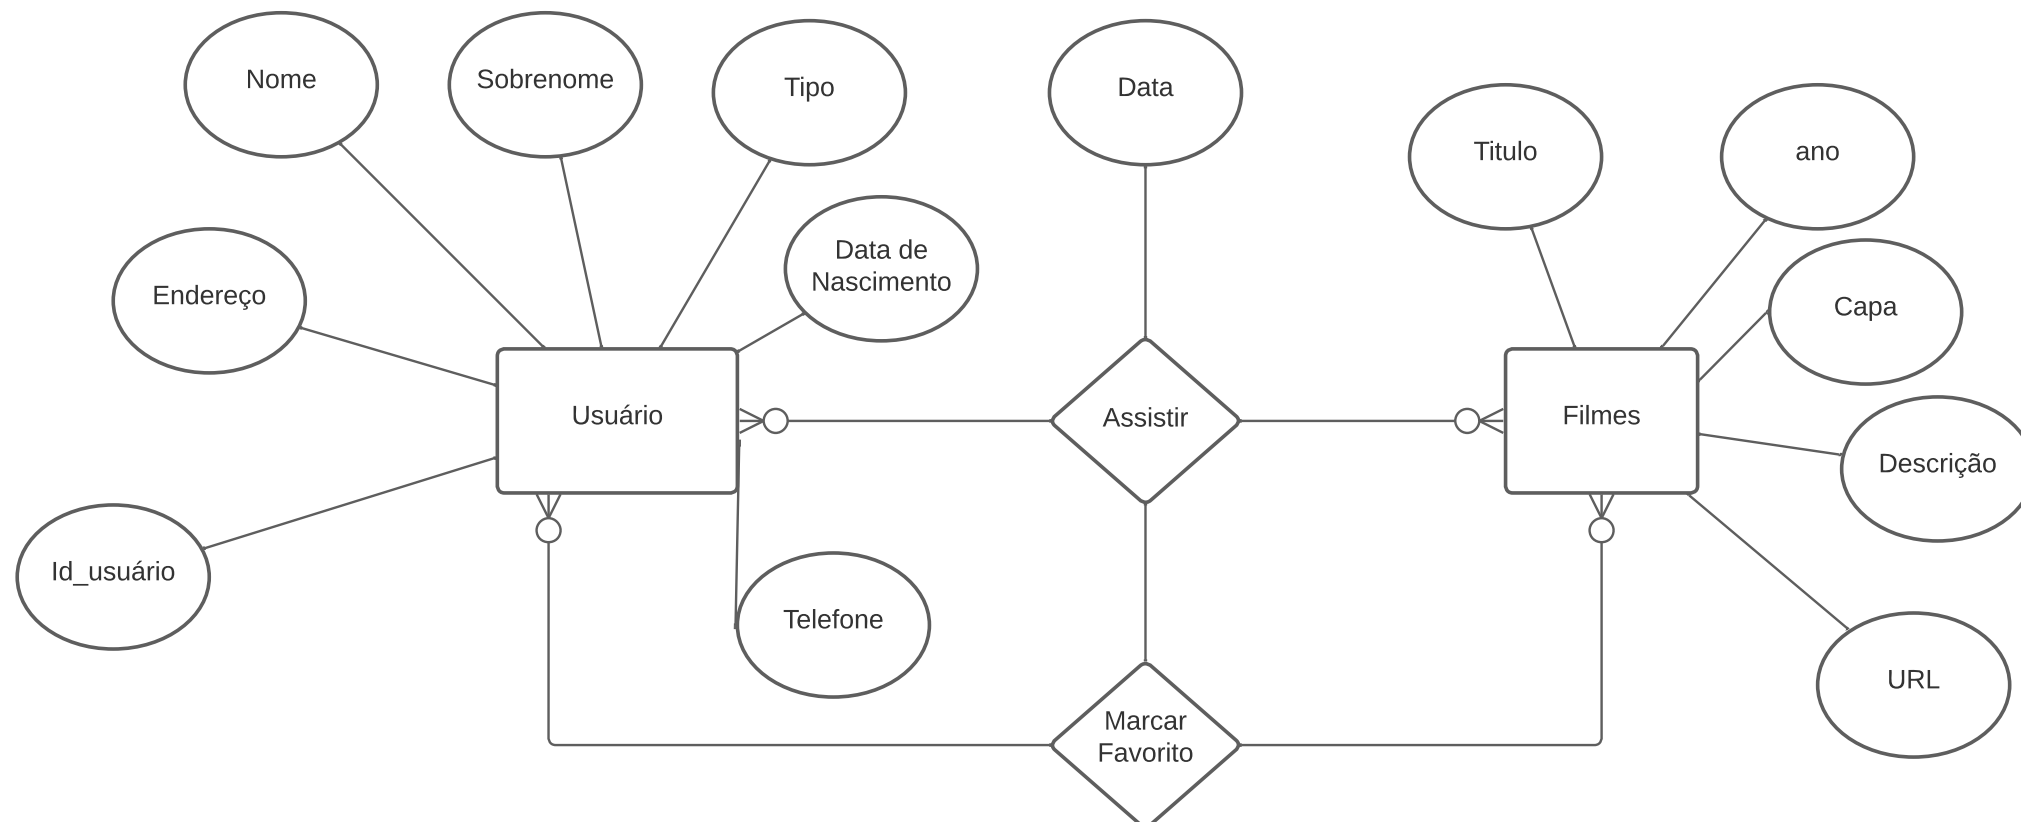 Nome
Sobrenome
Tipo
Data
Titulo
ano
Data de
Nascimento
Endereço
Capa
Usuário
Assistir
Filmes
Descrição
Id_usuário
Telefone
URL
Marcar
Favorito